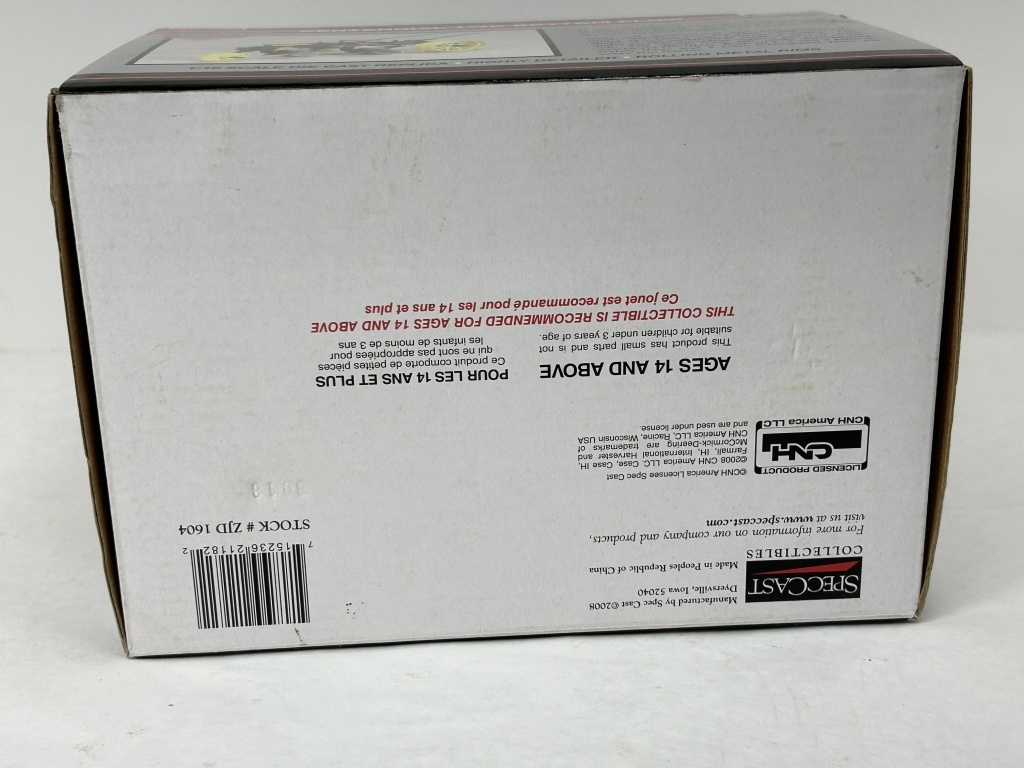 1/16 SCALE DIE-CAST REPLICA • HIGHLY DETAILED • ROLLING METAL RIMS
SPECCAST
COLLECTIBLES
Manufactured by Spec Cast ©2008
Dyersville, Iowa 52040
Made in Peoples Republic of China
For more information on our company and products,
visit us at www.speccast.com
7 15236 21182 2
STOCK # ZJD 1604
LICENSED PRODUCT
CNH
CNH America LLC
©CNH America Licensee Spec Cast
©2008 CNH America LLC. Case, Case IH,
Farmall, IH, International Harvester and
McCormick-Deering are trademarks of
CNH America LLC, Racine, Wisconsin USA
and are used under license.
AGES 14 AND ABOVE
This product has small parts and is not
suitable for children under 3 years of age.
POUR LES 14 ANS ET PLUS
Ce produit comporte de petites pièces
qui ne sont pas appropriées pour
les infants de moins de 3 ans
THIS COLLECTIBLE IS RECOMMENDED FOR AGES 14 AND ABOVE
Ce jouet est recommandé pour les 14 ans et plus